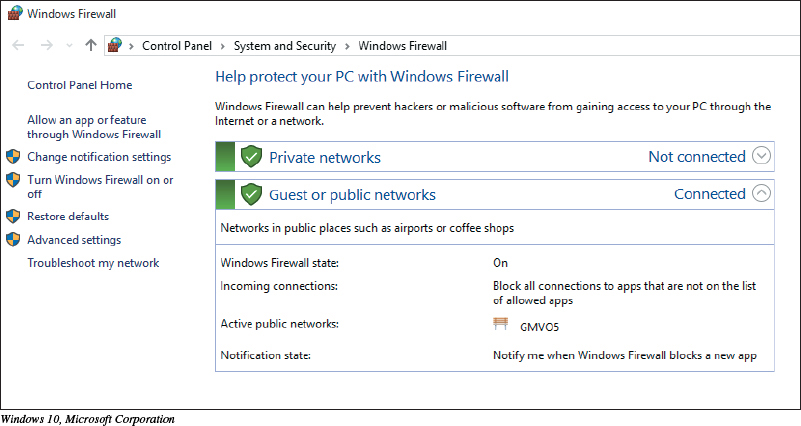 Windows Firewall
Control Panel > System and Security > Windows Firewall
Control Panel Home
Allow an app or feature
through Windows Firewall
Change notification settings
Turn Windows Firewall on or
off
Restore defaults
Advanced settings
Troubleshoot my network
Help protect your PC with Windows Firewall
Windows Firewall can help prevent hackers or malicious software from gaining access to your PC through the
Internet or a network.
Private networks Not connected
Guest or public networks Connected
Networks in public places such as airports or coffee shops
Windows Firewall state: On
Incoming connections: Block all connections to apps that are not on the list
of allowed apps
Active public networks: GMVO5
Notification state: Notify me when Windows Firewall blocks a new app
Windows 10, Microsoft Corporation